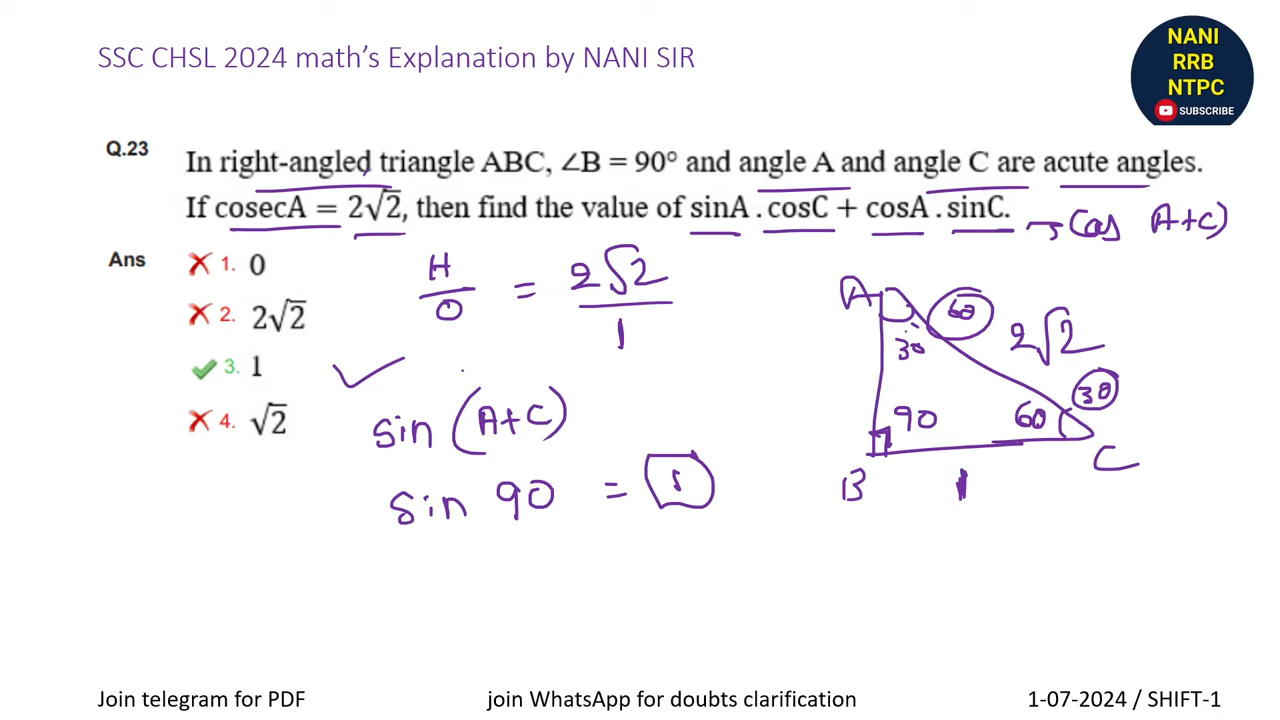 SSC CHSL 2024 math's Explanation by NANI SIR
NANI
RRB
NTPC
SUBSCRIBE
Q.23
In right-angled triangle ABC, ∠B = 90° and angle A and angle C are acute angles.
If cosecA = 2√2, then find the value of sinA . cosC + cosA . sinC.
→ Cos A+C)
Ans
1. 0
2. 2√2
3. 1
4. √2
H/O = 2√2/1
sin (A+C)
sin 90 = 1
A
60
30
2√2
30
90
60
B
1
C
Join telegram for PDF
join WhatsApp for doubts clarification
1-07-2024 / SHIFT-1